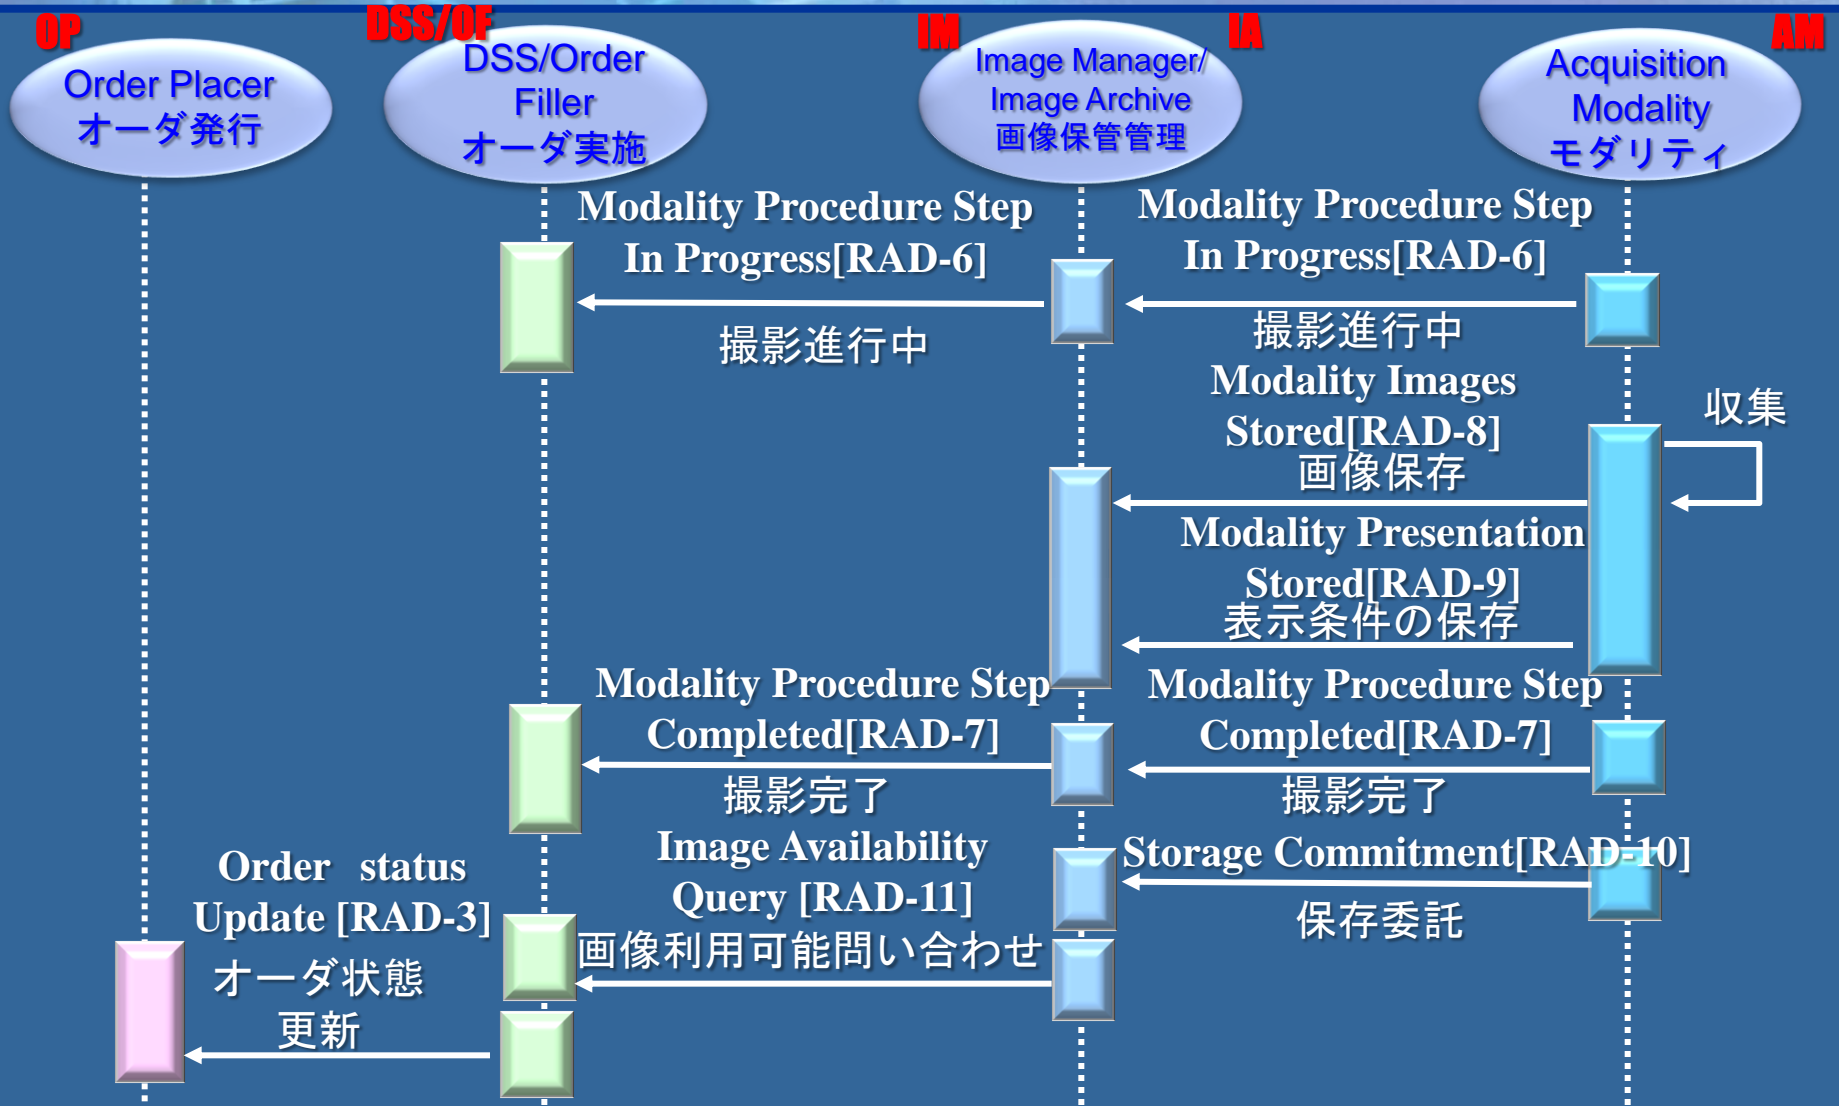 OP
DSS/OF
IM
IA
AM
Order Placer
オーダ発行
DSS/Order
Filler
オーダ実施
Image Manager/
Image Archive
画像保管管理
Acquisition
Modality
モダリティ
Modality Procedure Step
In Progress[RAD-6]
撮影進行中
Modality Procedure Step
In Progress[RAD-6]
撮影進行中
Modality Images
Stored[RAD-8]
画像保存
収集
Modality Presentation
Stored[RAD-9]
表示条件の保存
Modality Procedure Step
Completed[RAD-7]
撮影完了
Modality Procedure Step
Completed[RAD-7]
撮影完了
Image Availability
Query [RAD-11]
画像利用可能問い合わせ
Storage Commitment[RAD-10]
保存委託
Order status
Update [RAD-3]
オーダ状態
更新